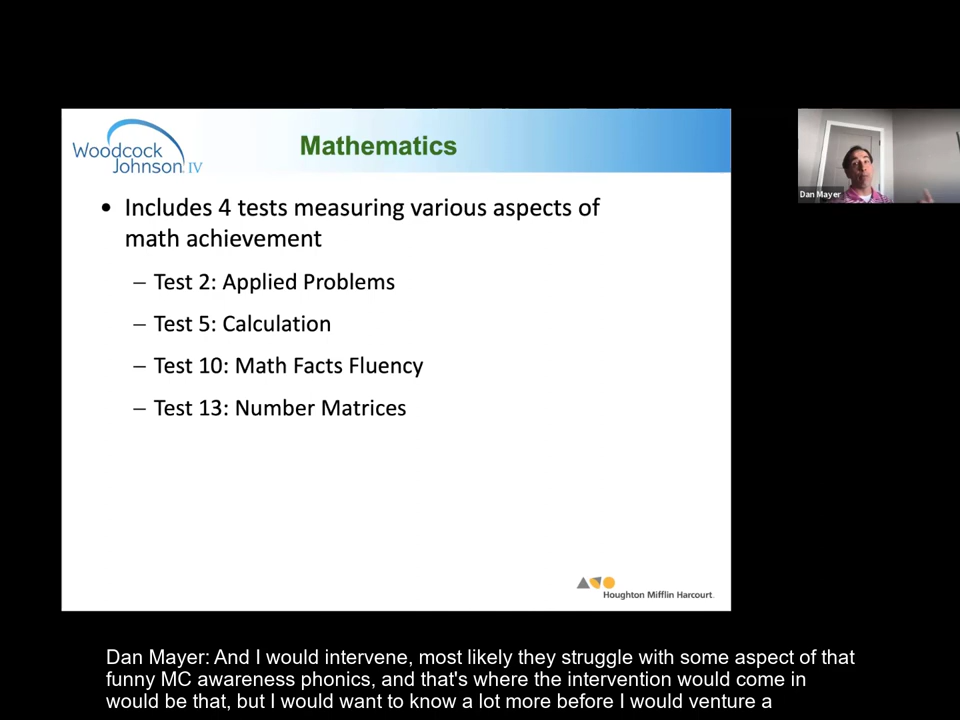 Woodcock
Johnson IV
Mathematics
• Includes 4 tests measuring various aspects of
math achievement
– Test 2: Applied Problems
– Test 5: Calculation
– Test 10: Math Facts Fluency
– Test 13: Number Matrices
Houghton Mifflin Harcourt.
Dan Mayer
Dan Mayer: And I would intervene, most likely they struggle with some aspect of that
funny MC awareness phonics, and that's where the intervention would come in
would be that, but I would want to know a lot more before I would venture a